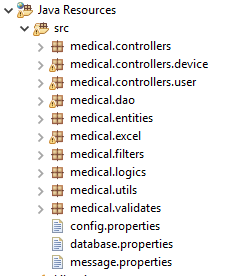 Java Resources
src
medical.controllers
medical.controllers.device
medical.controllers.user
medical.dao
medical.entities
medical.excel
medical.filters
medical.logics
medical.utils
medical.validates
config.properties
database.properties
message.properties